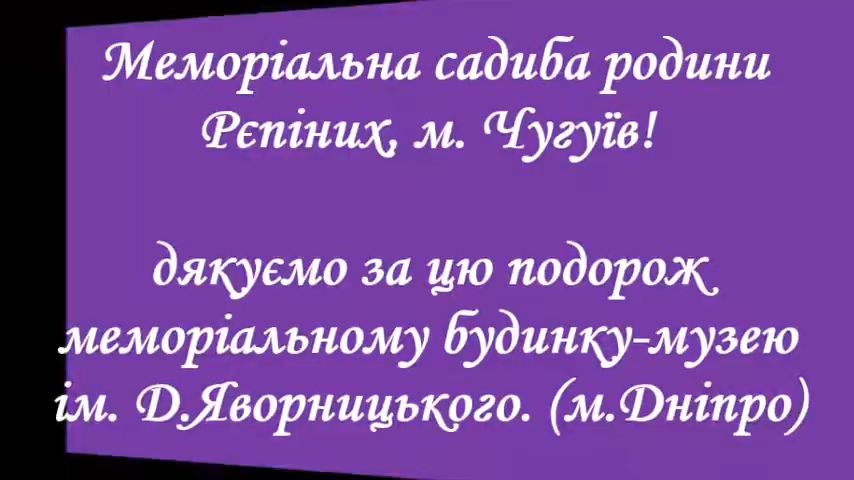 Меморіальна садиба родини
Рєпіних, м. Чугуїв!
дякуємо за цю подорож
меморіальному будинку-музею
ім. Д.Яворницького. (м.Дніпро)